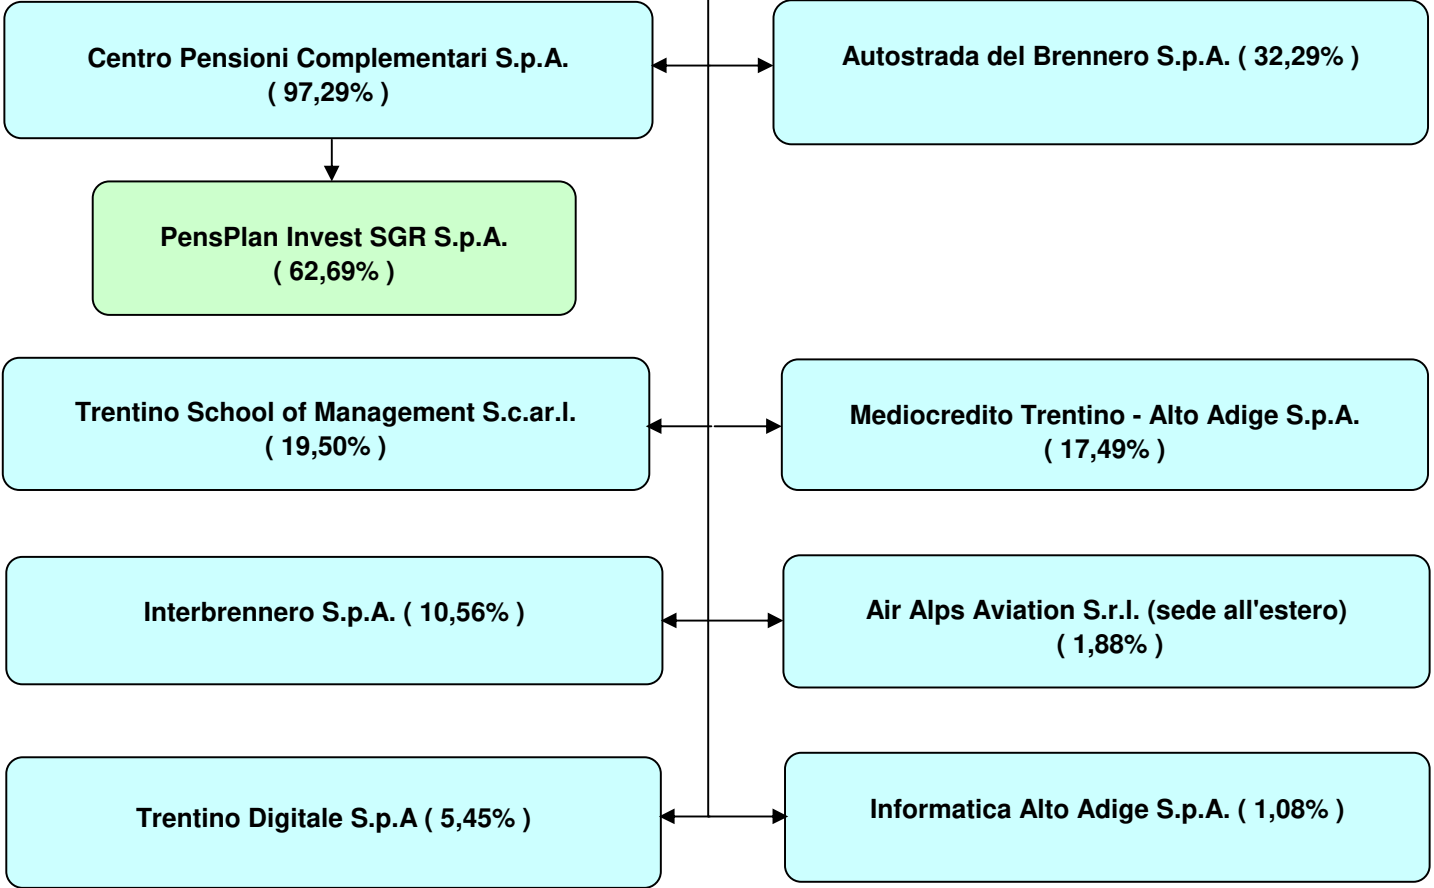 Centro Pensioni Complementari S.p.A.
( 97,29% )
Autostrada del Brennero S.p.A. ( 32,29% )
PensPlan Invest SGR S.p.A.
( 62,69% )
Trentino School of Management S.c.ar.l.
( 19,50% )
Mediocredito Trentino - Alto Adige S.p.A.
( 17,49% )
Interbrennero S.p.A. ( 10,56% )
Air Alps Aviation S.r.l. (sede all'estero)
( 1,88% )
Trentino Digitale S.p.A ( 5,45% )
Informatica Alto Adige S.p.A. ( 1,08% )